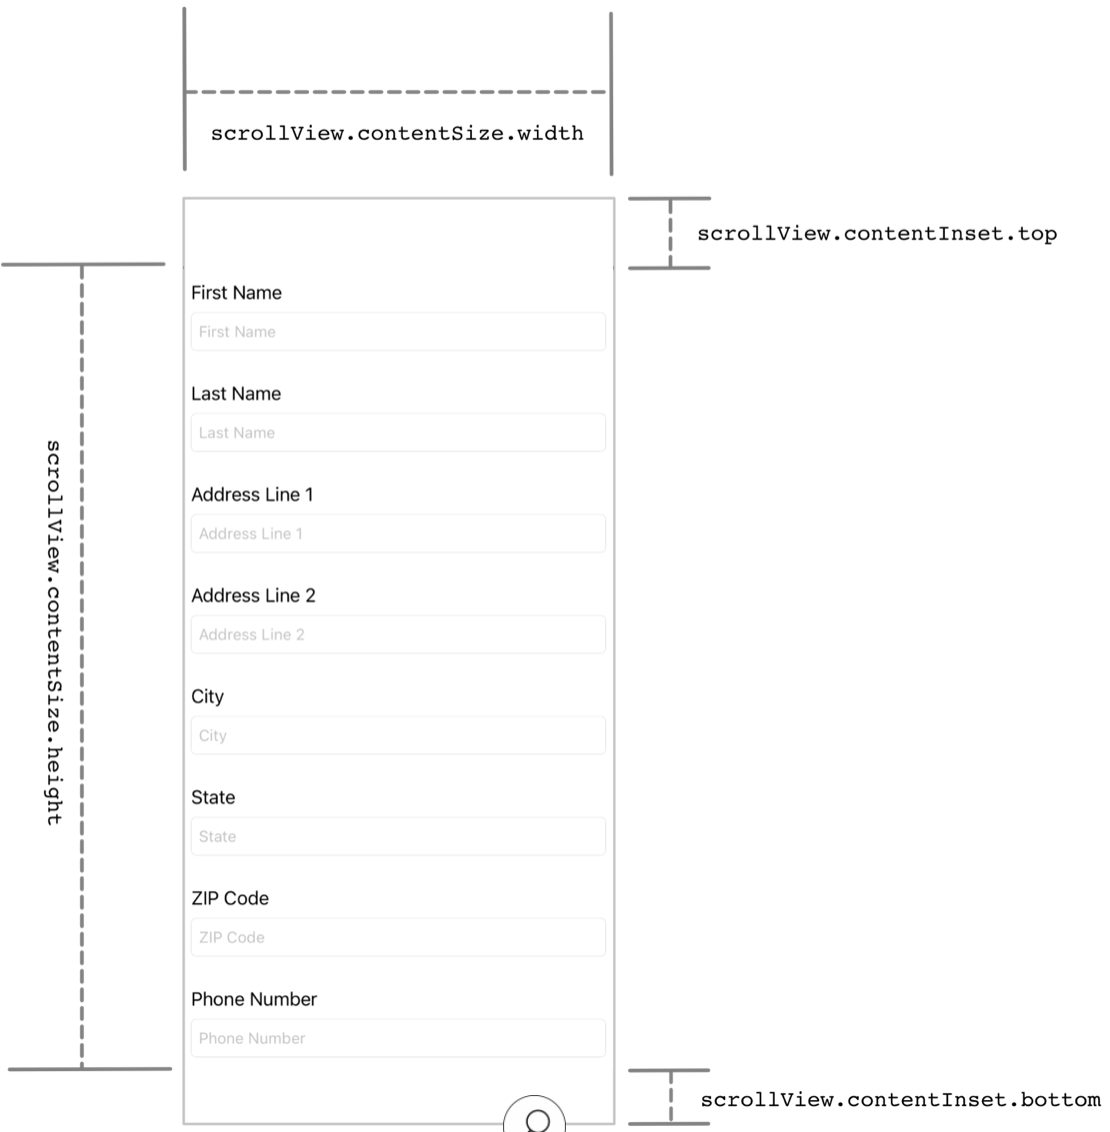 scrollView.contentSize.width
scrollView.contentInset.top
First Name
First Name
Last Name
Last Name
Address Line 1
Address Line 1
Address Line 2
Address Line 2
scrollView.contentSize.height
City
City
State
State
ZIP Code
ZIP Code
Phone Number
Phone Number
scrollView.contentInset.bottom